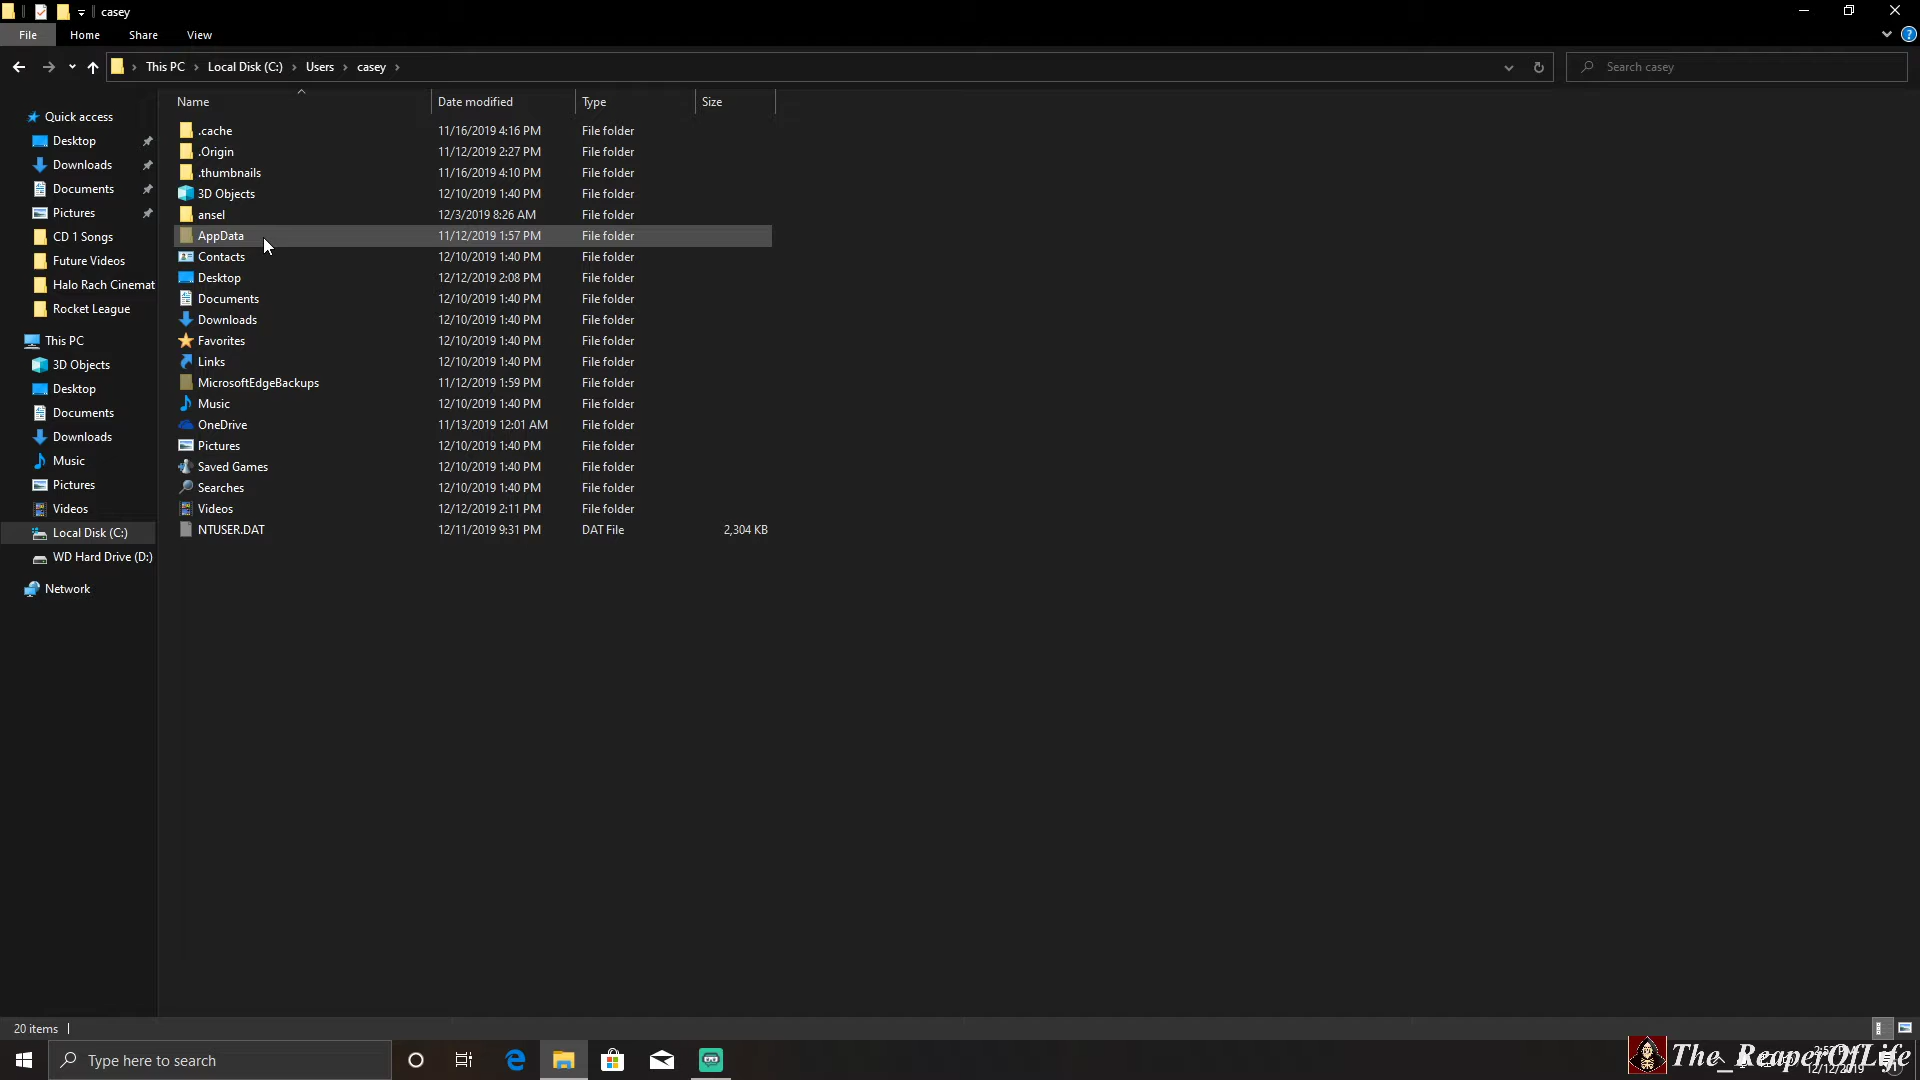 casey
File Home Share View
This PC Local Disk (C:) Users casey Search casey
Name Date modified Type Size
Quick access
Desktop
Downloads
Documents
Pictures
CD 1 Songs
Future Videos
Halo Rach Cinemat
Rocket League
This PC
3D Objects
Desktop
Documents
Downloads
Music
Pictures
Videos
Local Disk (C:)
WD Hard Drive (D:)
Network
.cache 11/16/2019 4:16 PM File folder
.Origin 11/12/2019 2:27 PM File folder
.thumbnails 11/16/2019 4:10 PM File folder
3D Objects 12/10/2019 1:40 PM File folder
ansel 12/3/2019 8:26 AM File folder
AppData 11/12/2019 1:57 PM File folder
Contacts 12/10/2019 1:40 PM File folder
Desktop 12/12/2019 2:08 PM File folder
Documents 12/10/2019 1:40 PM File folder
Downloads 12/10/2019 1:40 PM File folder
Favorites 12/10/2019 1:40 PM File folder
Links 12/10/2019 1:40 PM File folder
MicrosoftEdgeBackups 11/12/2019 1:59 PM File folder
Music 12/10/2019 1:40 PM File folder
OneDrive 11/13/2019 12:01 AM File folder
Pictures 12/10/2019 1:40 PM File folder
Saved Games 12/10/2019 1:40 PM File folder
Searches 12/10/2019 1:40 PM File folder
Videos 12/12/2019 2:11 PM File folder
NTUSER.DAT 12/11/2019 9:31 PM DAT File 2,304 KB
20 items
Type here to search
The_ReaperOfLife
12/12/2019